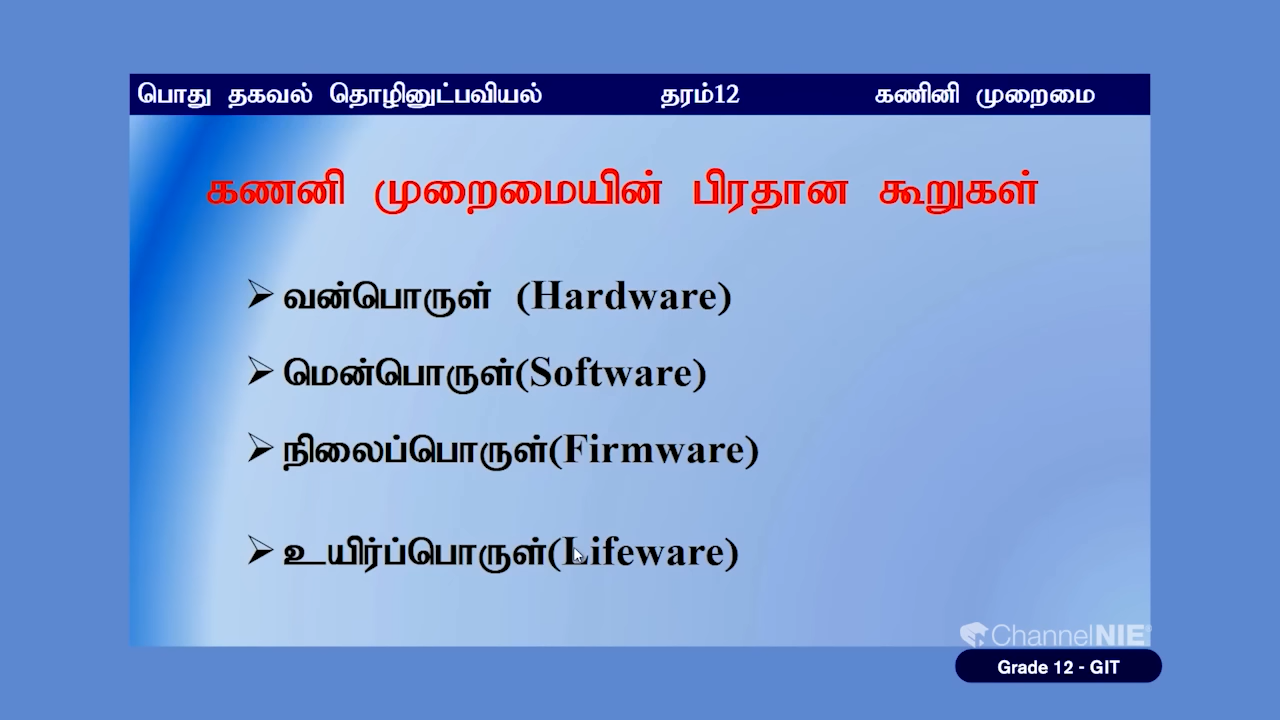 பொது தகவல் தொழினுட்பவியல் தரம்12 கணினி முறைமை
கணனி முறைமையின் பிரதான கூறுகள்
➢ வன்பொருள் (Hardware)
➢ மென்பொருள்(Software)
➢ நிலைப்பொருள்(Firmware)
➢ உயிர்ப்பொருள்(Lifeware)
ChannelNIE
Grade 12 - GIT